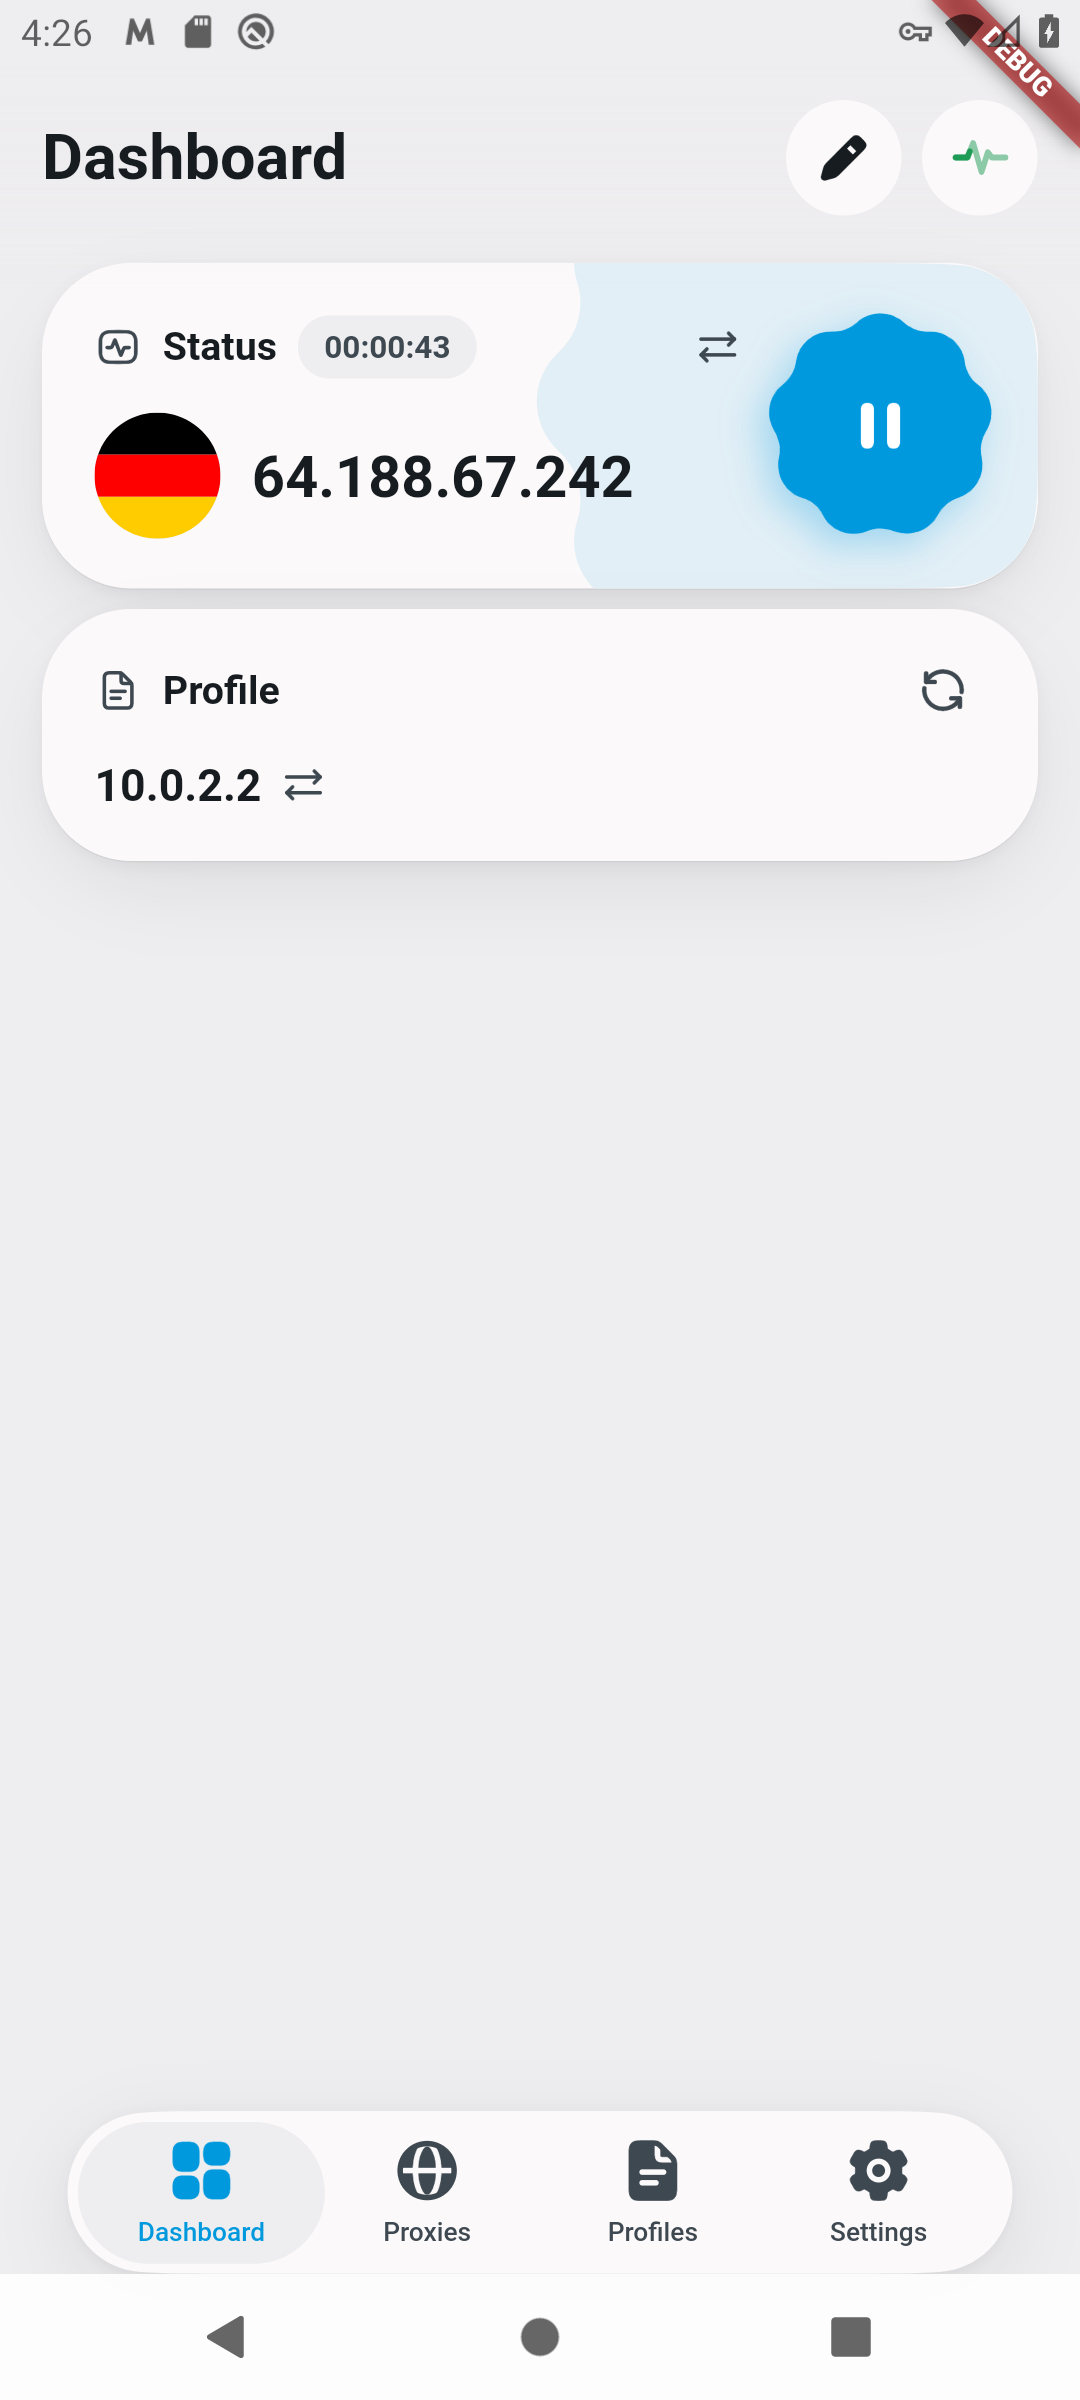 4:26
DEBUG
Dashboard
Status 00:00:43
64.188.67.242
Profile
10.0.2.2
Dashboard Proxies Profiles Settings